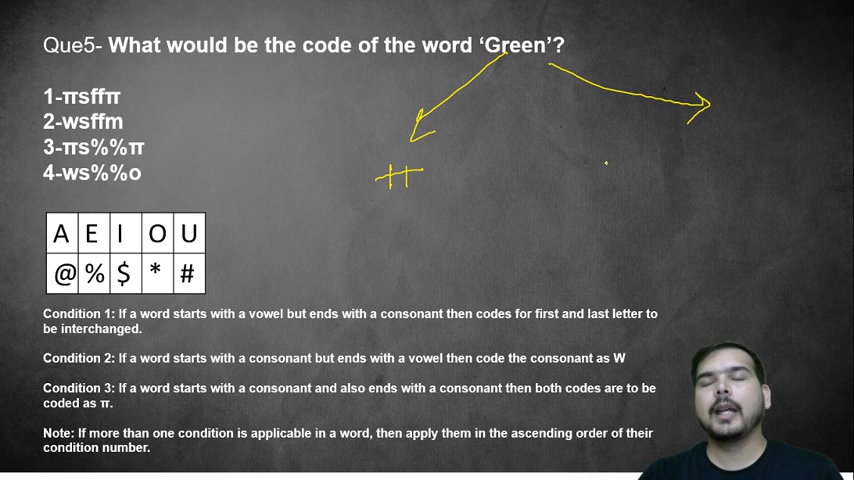 Que5- What would be the code of the word ‘Green’?
1-πsffπ
2-wsffm
3-πs%%π
4-ws%%o
A E I O U
@ % $ * #
Condition 1: If a word starts with a vowel but ends with a consonant then codes for first and last letter to
be interchanged.
Condition 2: If a word starts with a consonant but ends with a vowel then code the consonant as W
Condition 3: If a word starts with a consonant and also ends with a consonant then both codes are to be
coded as π.
Note: If more than one condition is applicable in a word, then apply them in the ascending order of their
condition number.